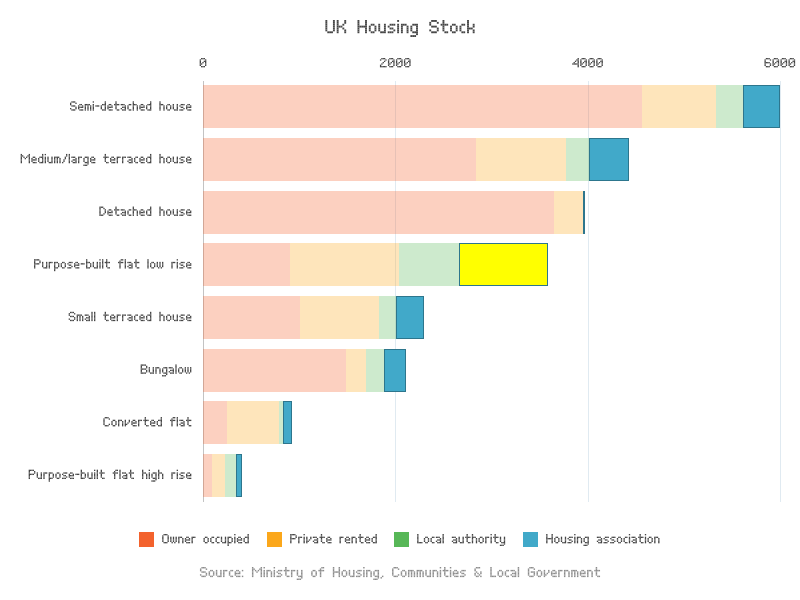 UK Housing Stock
0 2000 4000 6000
Semi-detached house
Medium/large terraced house
Detached house
Purpose-built flat low rise
Small terraced house
Bungalow
Converted flat
Purpose-built flat high rise
Owner occupied Private rented Local authority Housing association
Source: Ministry of Housing, Communities & Local Government